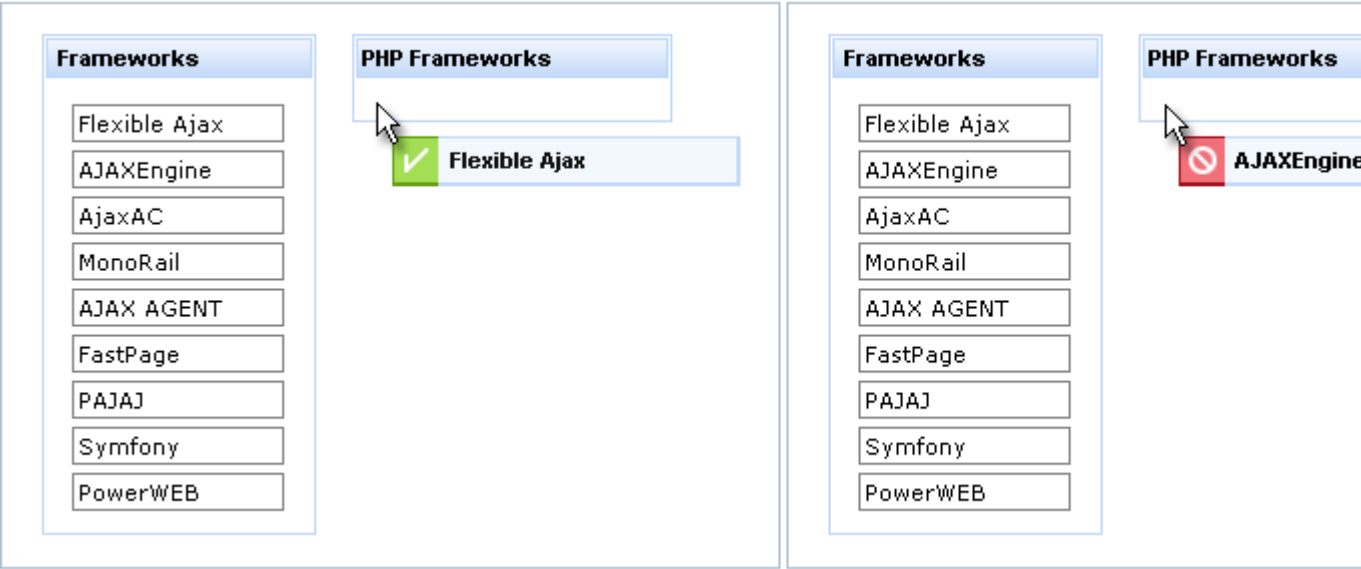 Frameworks
PHP Frameworks
Flexible Ajax
AJAXEngine
AjaxAC
MonoRail
AJAX AGENT
FastPage
PAJAJ
Symfony
PowerWEB
Flexible Ajax
Frameworks
PHP Frameworks
Flexible Ajax
AJAXEngine
AjaxAC
MonoRail
AJAX AGENT
FastPage
PAJAJ
Symfony
PowerWEB
AJAXEngine